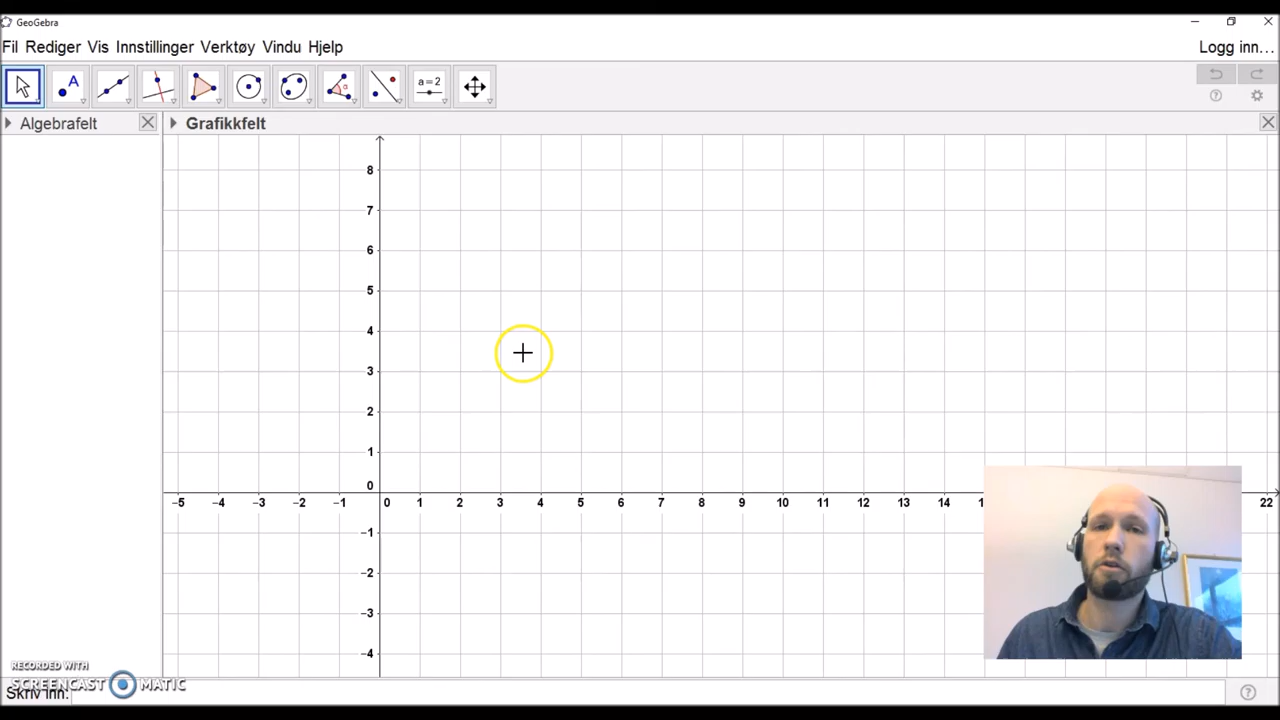 GeoGebra
Fil Rediger Vis Innstillinger Verktøy Vindu Hjelp Logg inn...
A α a=2
Algebrafelt Grafikkfelt
8
7
6
5
4
3
2
1
0
−5 −4 −3 −2 −1 0 1 2 3 4 5 6 7 8 9 10 11 12 13 14 22
−1
−2
−3
−4
RECORDED WITH
SCREENCAST MATIC
Skriv inn: